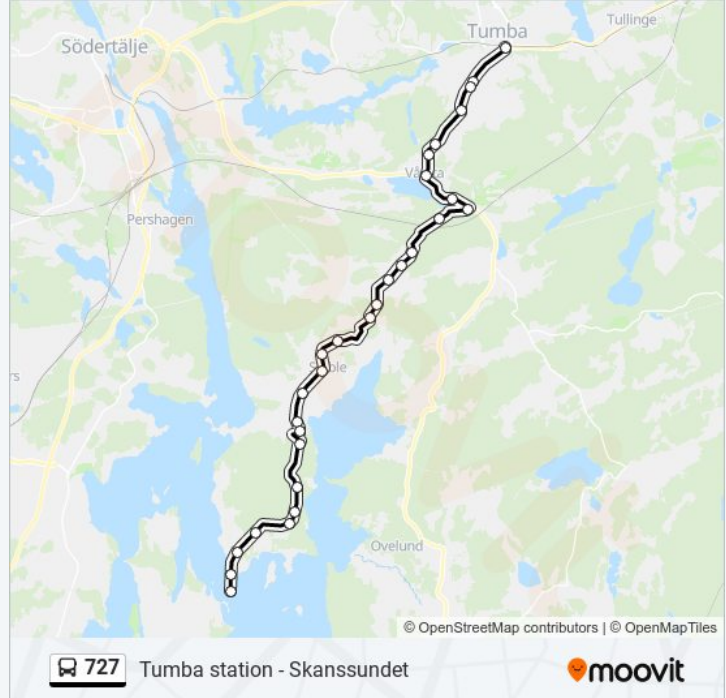 Tullinge
Tumba
Södertälje
Pershagen
Ovelund
© OpenStreetMap contributors | © OpenMapTiles
727 Tumba station - Skanssundet
moovit